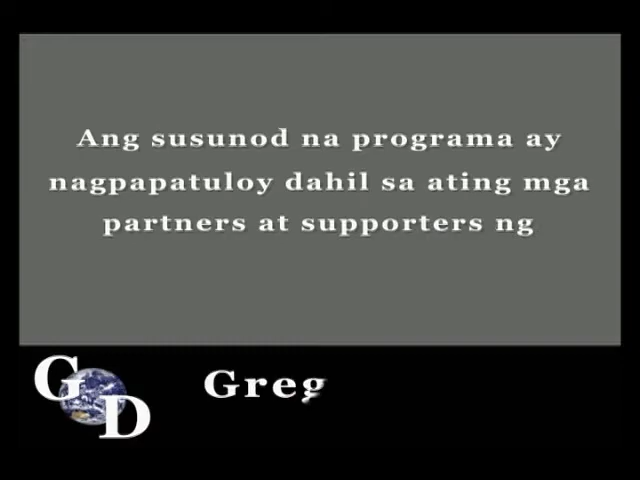 Ang susunod na programa ay
nagpapatuloy dahil sa ating mga
partners at supporters ng
GD
Greg